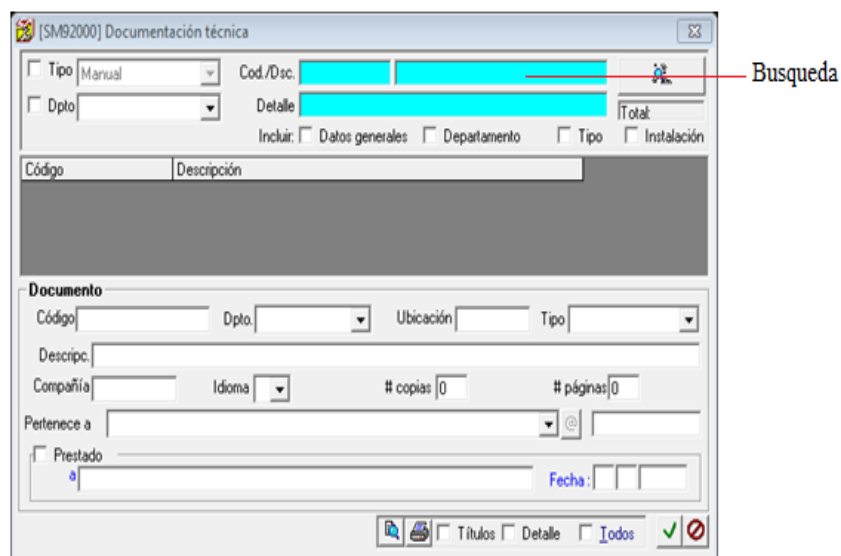 [SM92000] Documentación técnica
Tipo Manual Cod./Dsc. Busqueda
Dpto Detalle Total:
Incluir: Datos generales Departamento Tipo Instalación
Código Descripción
Documento
Código Dpto. Ubicación Tipo
Descripc.
Compañía Idioma # copias 0 # páginas 0
Pertenece a @
Prestado
a Fecha :
Títulos Detalle Todos